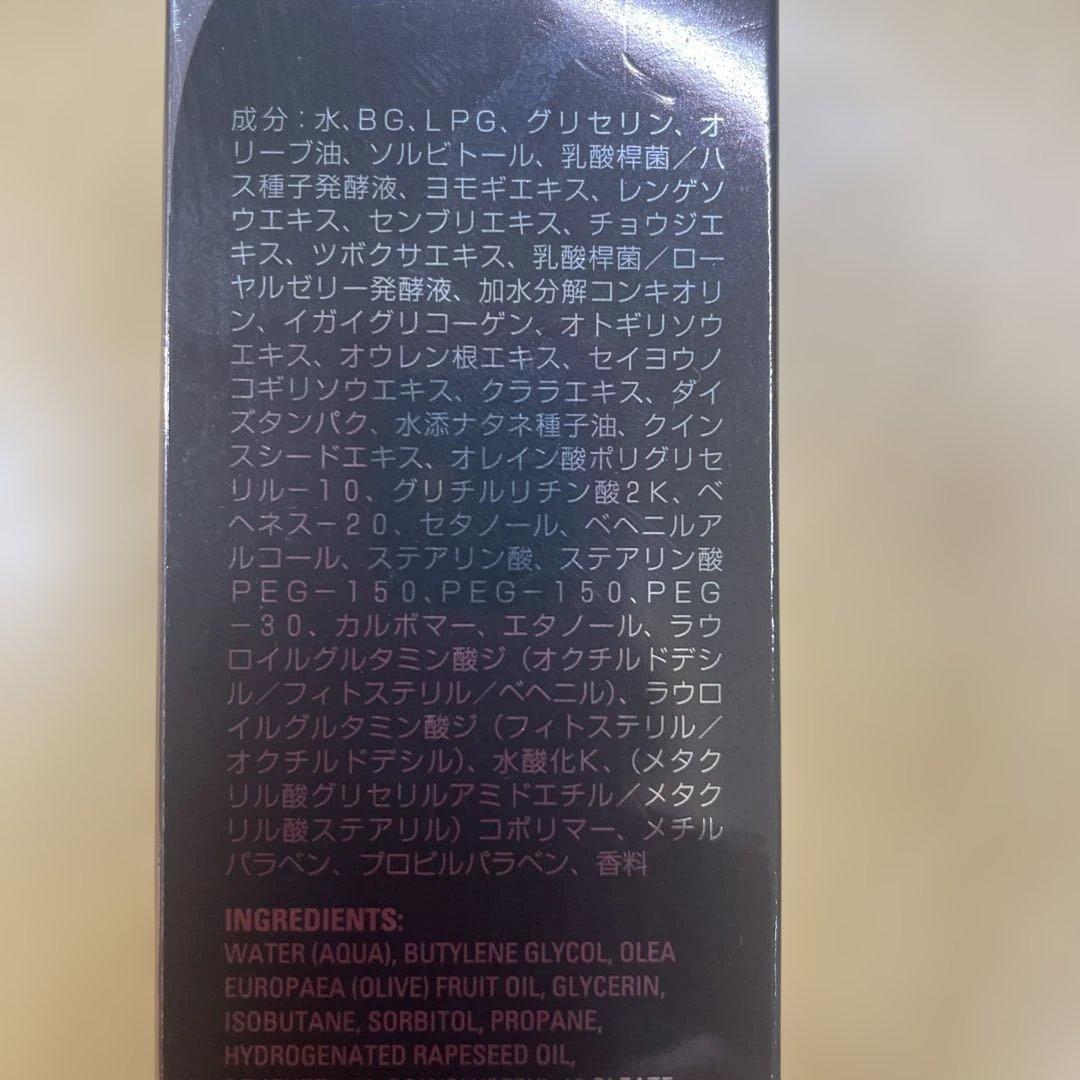 成分：水、ＢＧ、ＬＰＧ、グリセリン、オ
リーブ油、ソルビトール、乳酸桿菌／ハ
ス種子発酵液、ヨモギエキス、レンゲソ
ウエキス、センブリエキス、チョウジエ
キス、ツボクサエキス、乳酸桿菌／ロー
ヤルゼリー発酵液、加水分解コンキオリ
ン、イガイグリコーゲン、オトギリソウ
エキス、オウレン根エキス、セイヨウノ
コギリソウエキス、クララエキス、ダイ
ズタンパク、水添ナタネ種子油、クイン
スシードエキス、オレイン酸ポリグリセ
リル－１０、グリチルリチン酸２Ｋ、ベ
ヘネス－２０、セタノール、ベヘニルア
ルコール、ステアリン酸、ステアリン酸
ＰＥＧ－１５０、ＰＥＧ－１５０、ＰＥＧ
－３０、カルボマー、エタノール、ラウ
ロイルグルタミン酸ジ（オクチルドデシ
ル／フィトステリル／ベヘニル）、ラウロ
イルグルタミン酸ジ（フィトステリル／
オクチルドデシル）、水酸化Ｋ、（メタク
リル酸グリセリルアミドエチル／メタク
リル酸ステアリル）コポリマー、メチル
パラベン、プロピルパラベン、香料
INGREDIENTS:
WATER (AQUA), BUTYLENE GLYCOL, OLEA
EUROPAEA (OLIVE) FRUIT OIL, GLYCERIN,
ISOBUTANE, SORBITOL, PROPANE,
HYDROGENATED RAPESEED OIL,